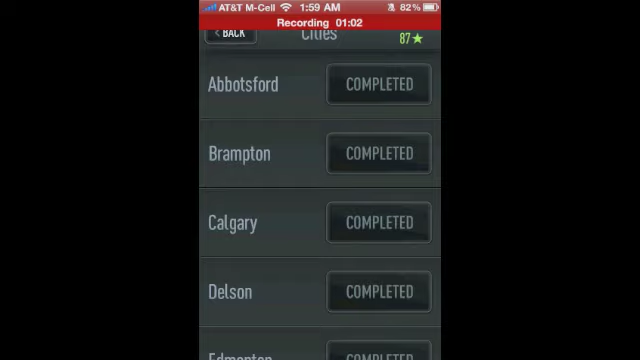 AT&T M-Cell 1:59 AM 82%
Recording 01:02
BACK Cities 87★
Abbotsford COMPLETED
Brampton COMPLETED
Calgary COMPLETED
Delson COMPLETED
Edmonton COMPLETED